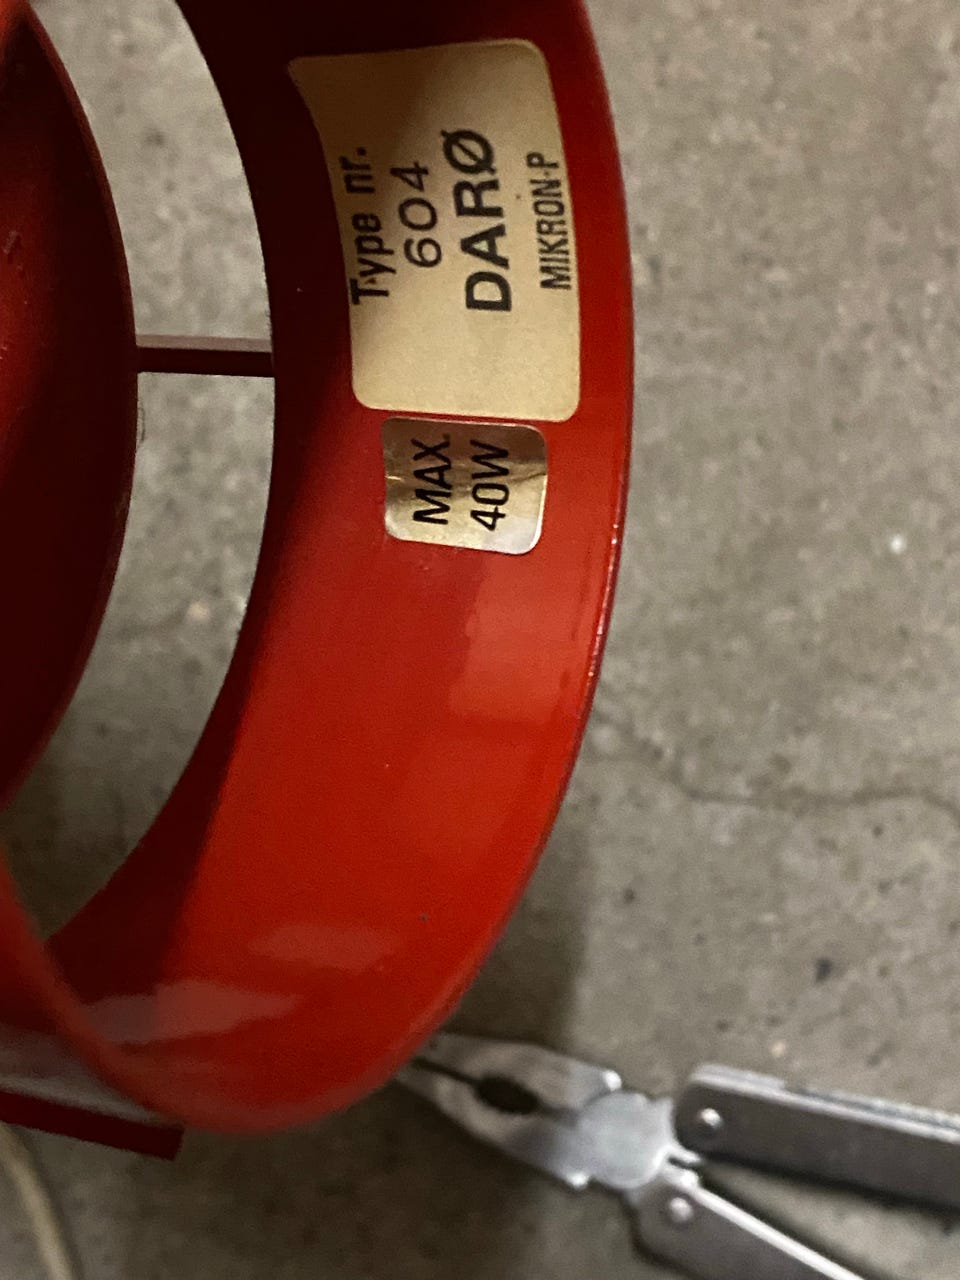 Type nr.
604
DARØ
MIKRON-P
MAX.
40W